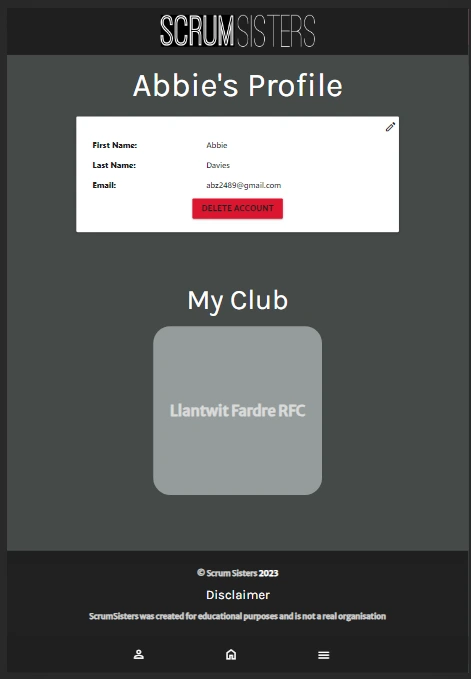 SCRUMSISTERS
Abbie's Profile
First Name: Abbie
Last Name: Davies
Email: abz2489@gmail.com
DELETE ACCOUNT
My Club
Llantwit Fardre RFC
© Scrum Sisters 2023
Disclaimer
ScrumSisters was created for educational purposes and is not a real organisation